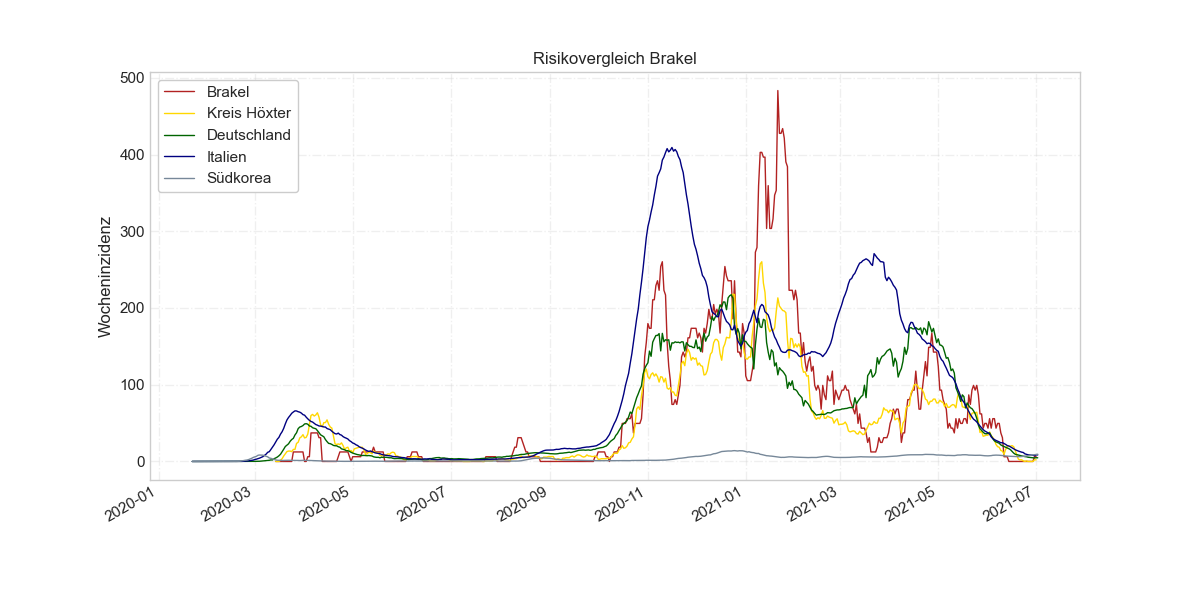 Risikovergleich Brakel
Wocheninzidenz
500
400
300
200
100
0
Brakel
Kreis Höxter
Deutschland
Italien
Südkorea
2020-01
2020-03
2020-05
2020-07
2020-09
2020-11
2021-01
2021-03
2021-05
2021-07